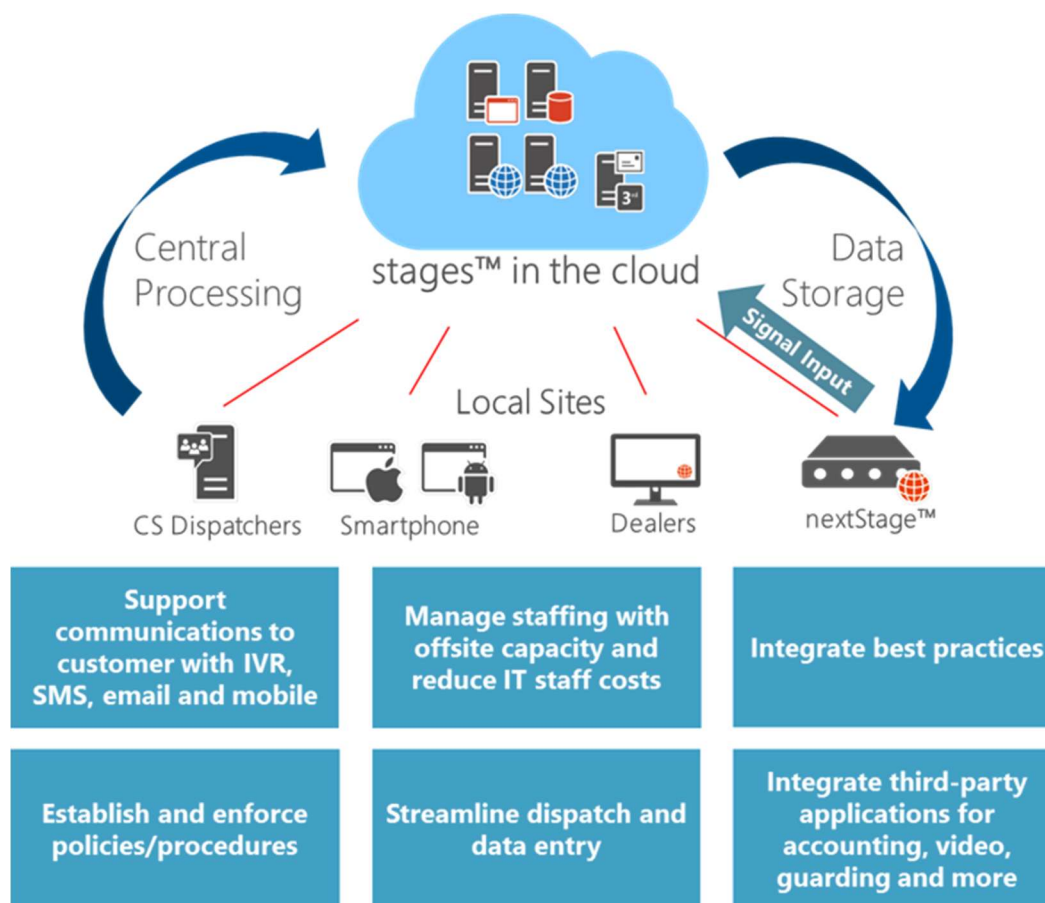 3rd
Central
Processing
stages™ in the cloud
Data
Storage
Signal Input
Local Sites
CS Dispatchers
Smartphone
Dealers
nextStage™
Support
communications to
customer with IVR,
SMS, email and mobile
Manage staffing with
offsite capacity and
reduce IT staff costs
Integrate best practices
Establish and enforce
policies/procedures
Streamline dispatch and
data entry
Integrate third-party
applications for
accounting, video,
guarding and more